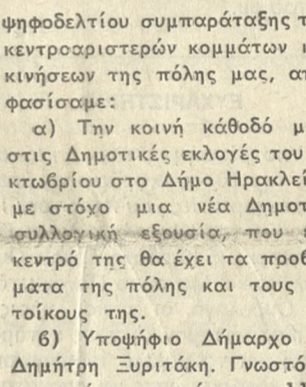 ψηφοδελτίου συμπαράταξης τ
κεντροαριστερών κομμάτων κ
κινήσεων της πόλης μας, απ
φασίσαμε:
α) Την κοινή κάθοδό μ
στις Δημοτικές εκλογές του
κτωβρίου στο Δήμο Ηρακλεί
με στόχο μια νέα Δημοτ
συλλογική εξουσία, που
κεντρό της θα έχει τα προβ
ματα της πόλης και τους
τοίκους της.
6) Υποψήφιο Δήμαρχο
Δημήτρη Ξυριτάκη. Γνωστό